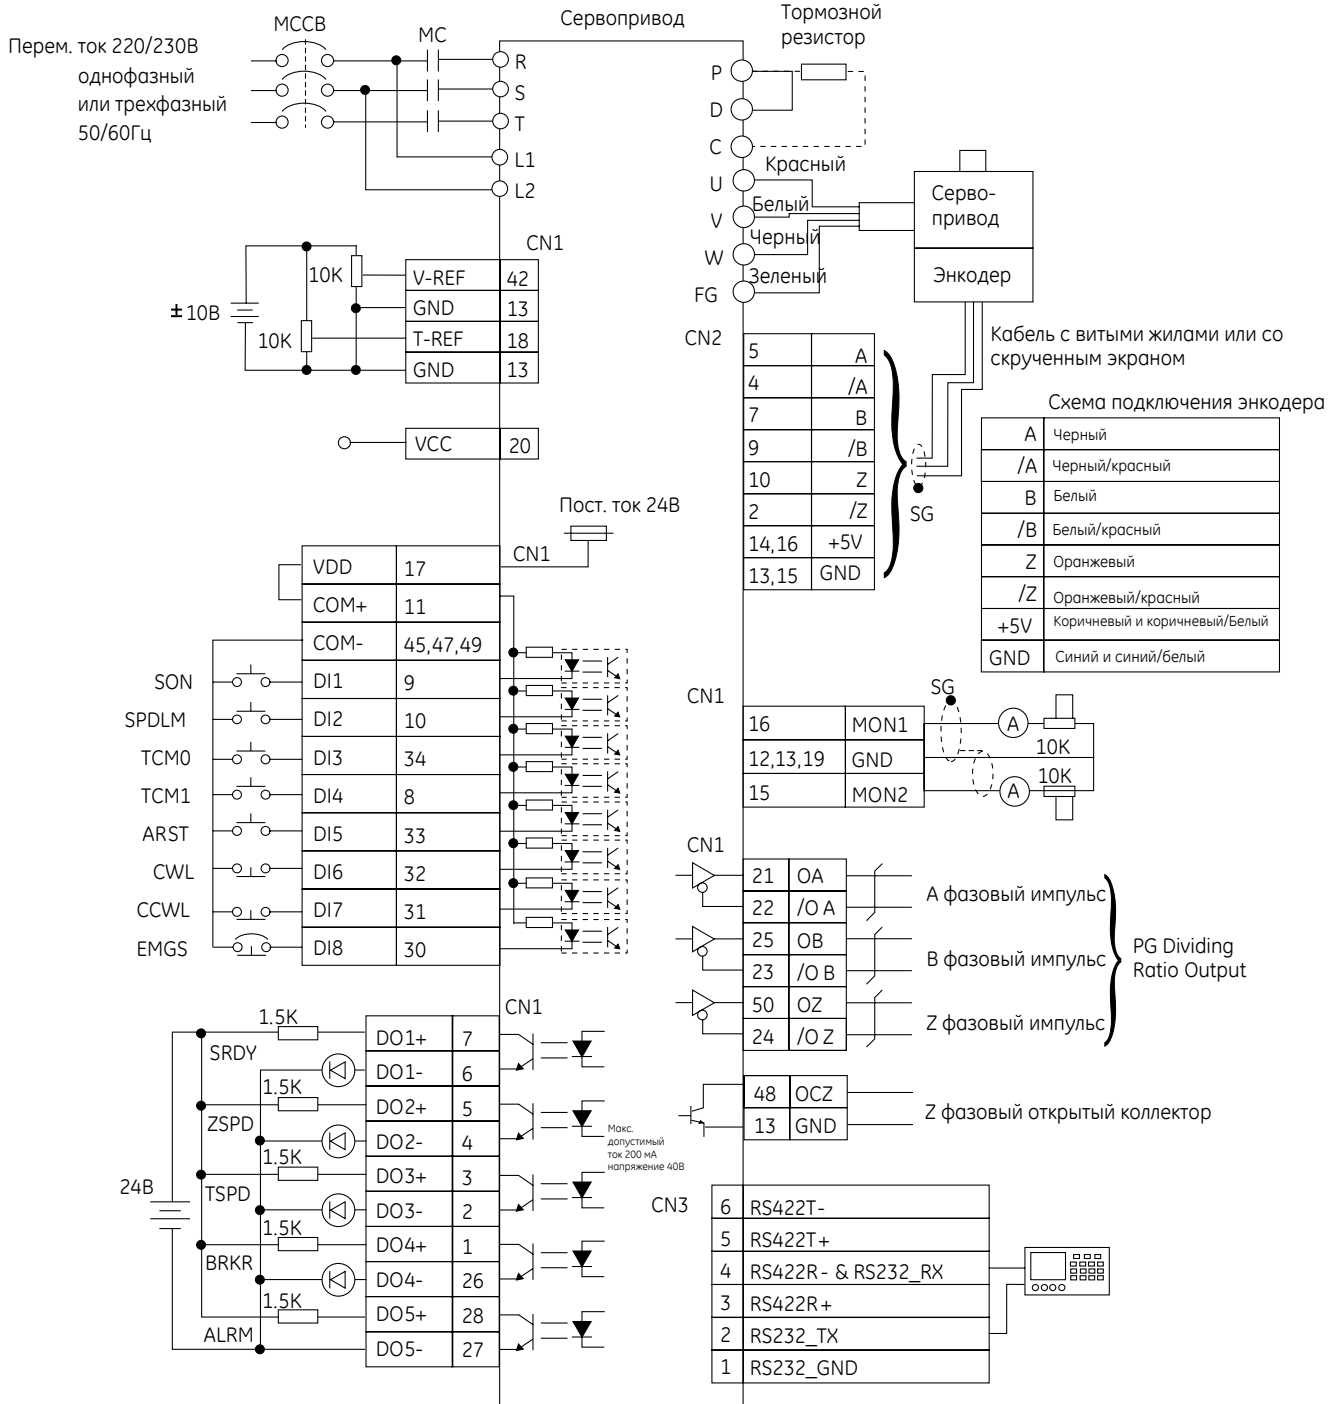 Сервопривод
Тормозной
резистор
MCCB
MC
Перем. ток 220/230В
однофазный
или трехфазный
50/60Гц
R
S
T
L1
L2
P
D
C
U
V
W
FG
Красный
Белый
Черный
Зеленый
Серво-
привод
Энкодер
CN1
10K
10K
±10В
V-REF 42
GND 13
T-REF 18
GND 13
VCC 20
CN2
5 A
4 /A
7 B
9 /B
10 Z
2 /Z
14,16 +5V
13,15 GND
SG
Кабель с витыми жилами или со
скрученным экраном
Схема подключения энкодера
A Черный
/A Черный/красный
B Белый
/B Белый/красный
Z Оранжевый
/Z Оранжевый/красный
+5V Коричневый и коричневый/Белый
GND Синий и синий/белый
Пост. ток 24В
CN1
VDD 17
COM+ 11
COM- 45,47,49
SON DI1 9
SPDLM DI2 10
TCM0 DI3 34
TCM1 DI4 8
ARST DI5 33
CWL DI6 32
CCWL DI7 31
EMGS DI8 30
CN1
SG
16 MON1
12,13,19 GND
15 MON2
A
10K
10K
A
CN1
21 OA
22 /O A
25 OB
23 /O B
50 OZ
24 /O Z
А фазовый импульс
В фазовый импульс
Z фазовый импульс
PG Dividing
Ratio Output
48 OCZ
13 GND
Z фазовый открытый коллектор
CN1
24В
1.5K
SRDY
1.5K
ZSPD
1.5K
TSPD
1.5K
BRKR
1.5K
ALRM
DO1+ 7
DO1- 6
DO2+ 5
DO2- 4
DO3+ 3
DO3- 2
DO4+ 1
DO4- 26
DO5+ 28
DO5- 27
Макс.
допустимый
ток 200 мА
напряжение 40В
CN3
6 RS422T-
5 RS422T+
4 RS422R- & RS232_RX
3 RS422R+
2 RS232_TX
1 RS232_GND